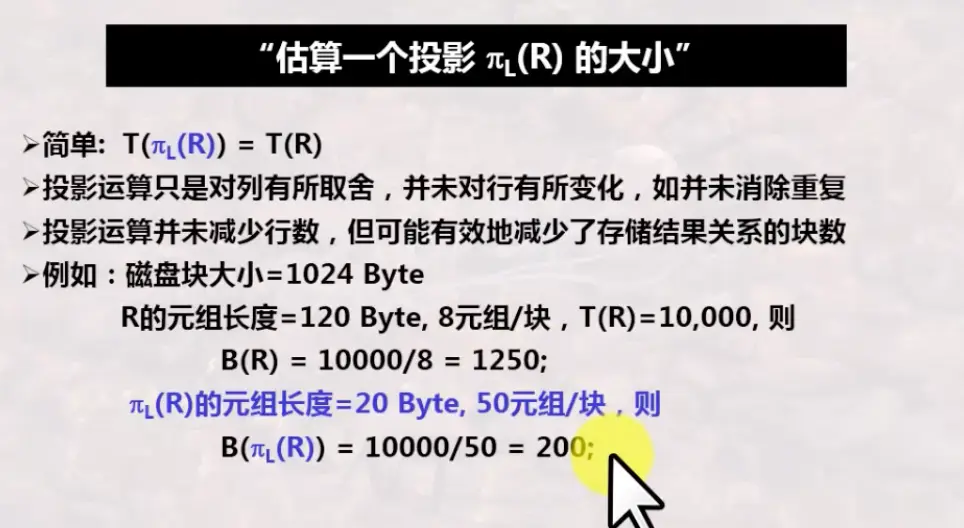 “估算一个投影 πL(R) 的大小”
➢简单: T(πL(R)) = T(R)
➢投影运算只是对列有所取舍，并未对行有所变化，如并未消除重复
➢投影运算并未减少行数，但可能有效地减少了存储结果关系的块数
➢例如：磁盘块大小=1024 Byte
R的元组长度=120 Byte, 8元组/块，T(R)=10,000, 则
B(R) = 10000/8 = 1250;
πL(R)的元组长度=20 Byte, 50元组/块，则
B(πL(R)) = 10000/50 = 200;